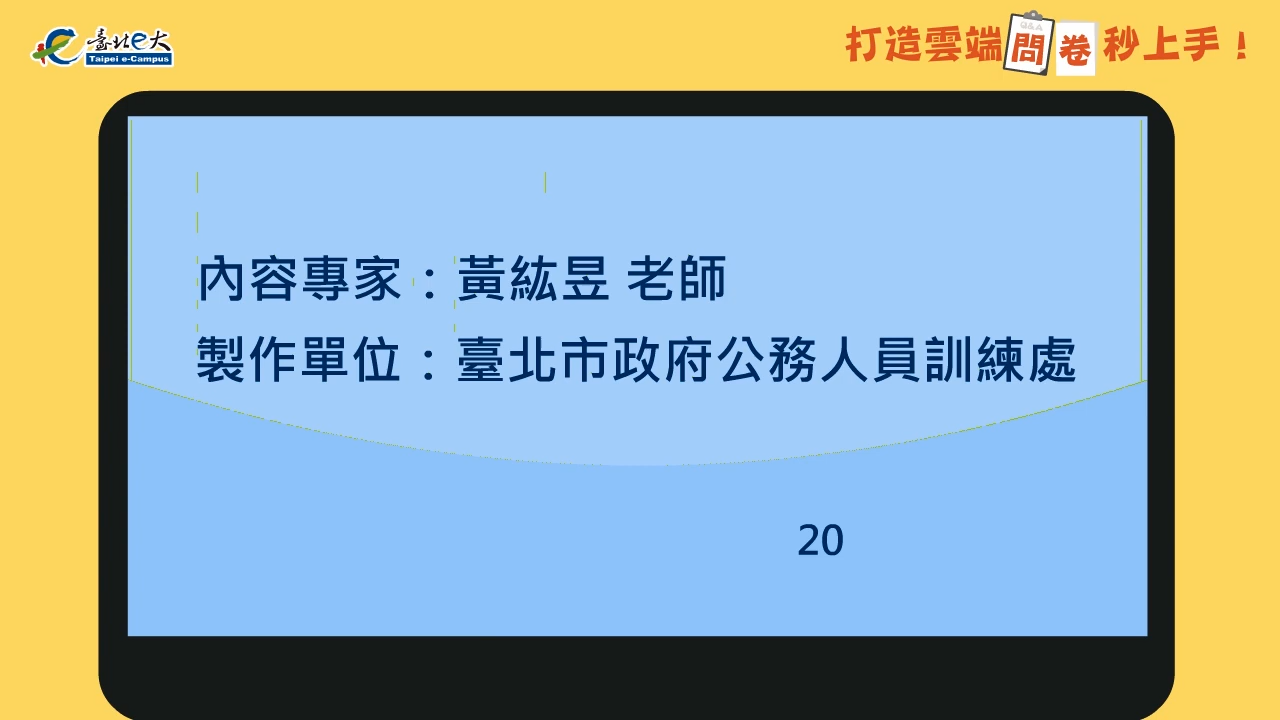 臺北e大
Taipei e-Campus
打造雲端問卷秒上手！
Q&A
內容專家：黃紘昱 老師
製作單位：臺北市政府公務人員訓練處
20